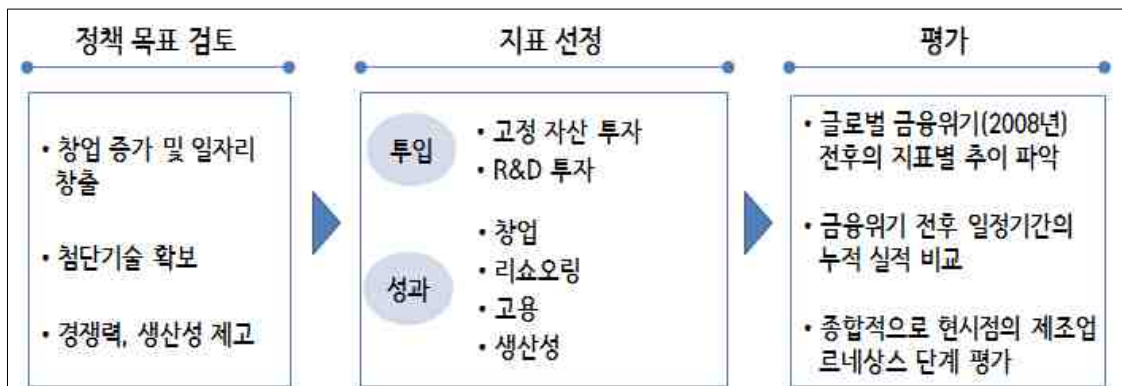 정책 목표 검토
• 창업 증가 및 일자리
창출
• 첨단기술 확보
• 경쟁력, 생산성 제고
지표 선정
투입
• 고정 자산 투자
• R&D 투자
성과
• 창업
• 리쇼오링
• 고용
• 생산성
평가
• 글로벌 금융위기(2008년)
전후의 지표별 추이 파악
• 금융위기 전후 일정기간의
누적 실적 비교
• 종합적으로 현시점의 제조업
르네상스 단계 평가